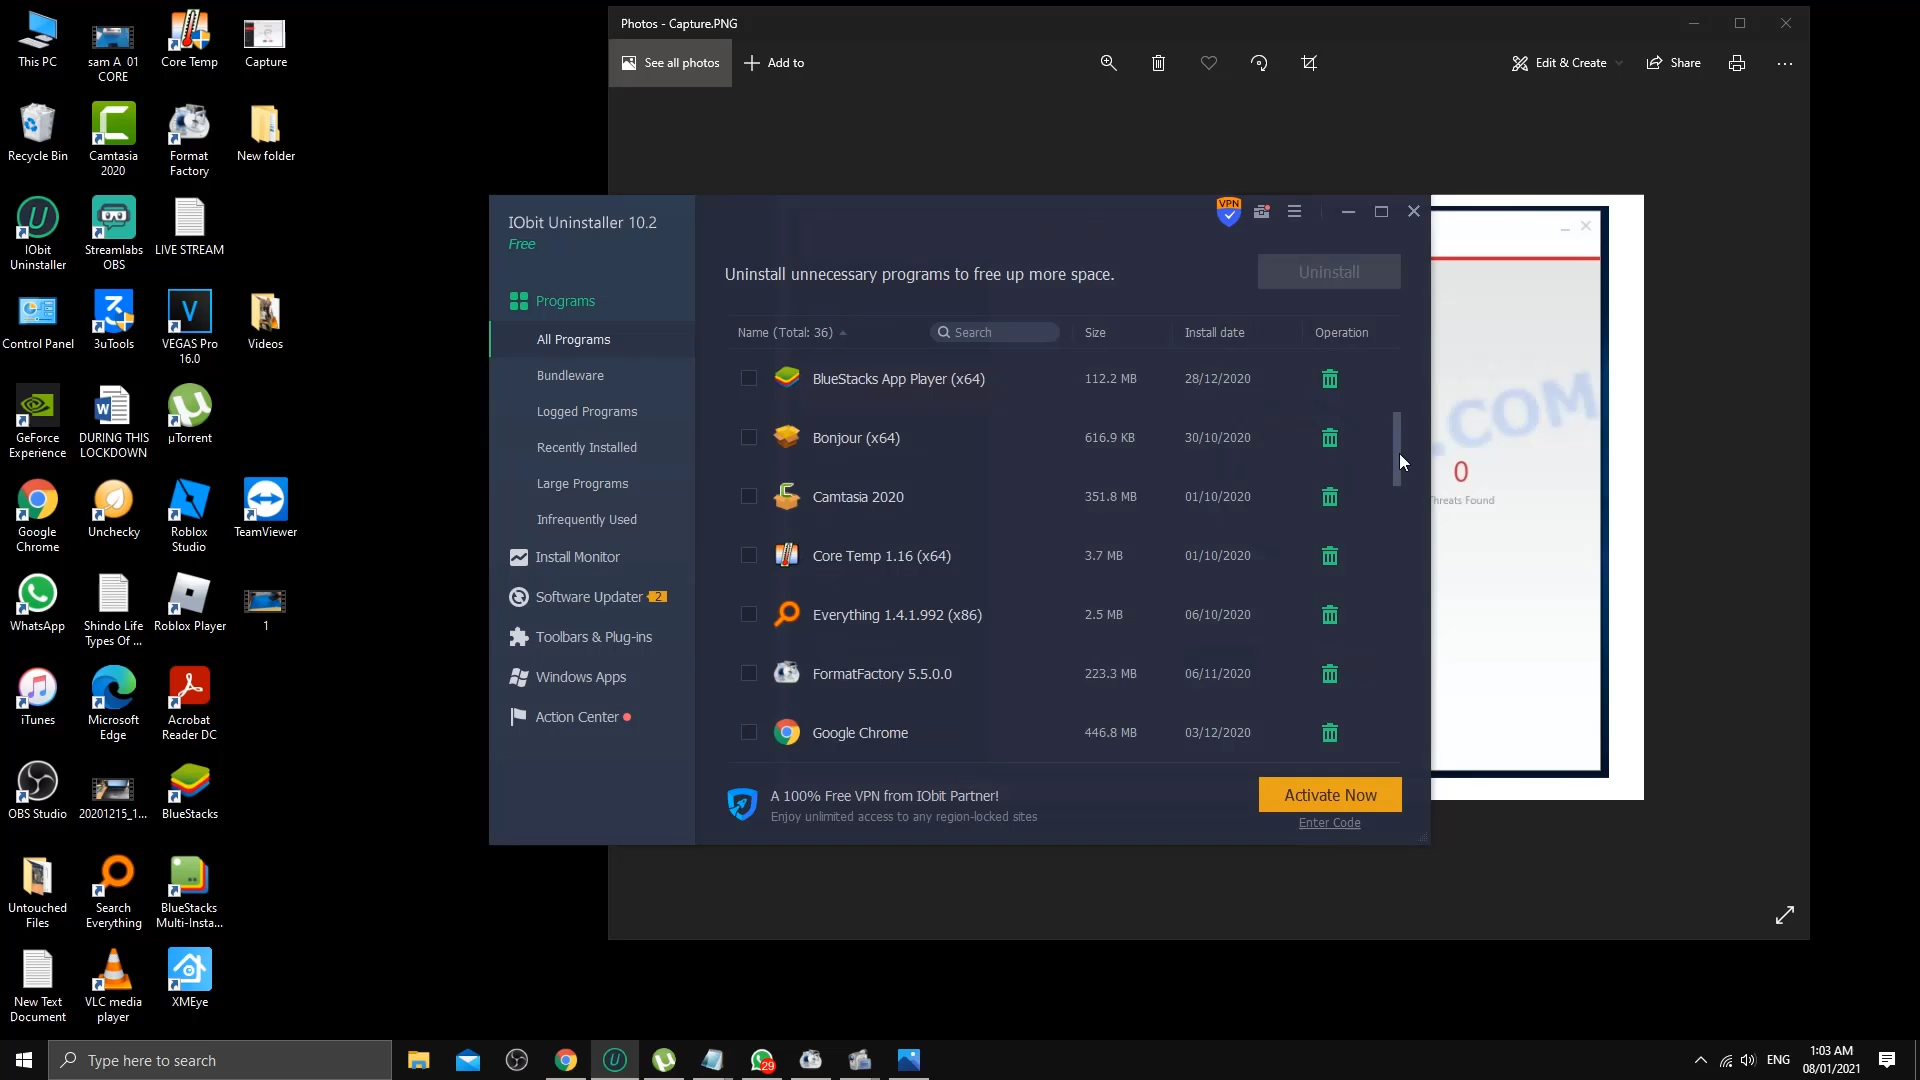 This PC
sam A 01
CORE
Core Temp
Capture
Recycle Bin
Camtasia
2020
Format
Factory
New folder
IObit
Uninstaller
Streamlabs
OBS
LIVE STREAM
Control Panel
3uTools
VEGAS Pro
16.0
Videos
GeForce
Experience
DURING THIS
LOCKDOWN
µTorrent
Google
Chrome
Unchecky
Roblox
Studio
TeamViewer
WhatsApp
Shindo Life
Types Of ...
Roblox Player
1
iTunes
Microsoft
Edge
Acrobat
Reader DC
OBS Studio
20201215_1...
BlueStacks
Untouched
Files
Search
Everything
BlueStacks
Multi-Insta...
New Text
Document
VLC media
player
XMEye
Photos - Capture.PNG
See all photos
Add to
Edit & Create
Share
IObit Uninstaller 10.2
Free
VPN
Programs
All Programs
Bundleware
Logged Programs
Recently Installed
Large Programs
Infrequently Used
Install Monitor
Software Updater 2
Toolbars & Plug-ins
Windows Apps
Action Center
Uninstall unnecessary programs to free up more space.
Uninstall
Name (Total: 36) Search Size Install date Operation
BlueStacks App Player (x64) 112.2 MB 28/12/2020
Bonjour (x64) 616.9 KB 30/10/2020
Camtasia 2020 351.8 MB 01/10/2020
Core Temp 1.16 (x64) 3.7 MB 01/10/2020
Everything 1.4.1.992 (x86) 2.5 MB 06/10/2020
FormatFactory 5.5.0.0 223.3 MB 06/11/2020
Google Chrome 446.8 MB 03/12/2020
A 100% Free VPN from IObit Partner!
Enjoy unlimited access to any region-locked sites
Activate Now
Enter Code
.COM
0
Threats Found
Type here to search
29
ENG
1:03 AM
08/01/2021